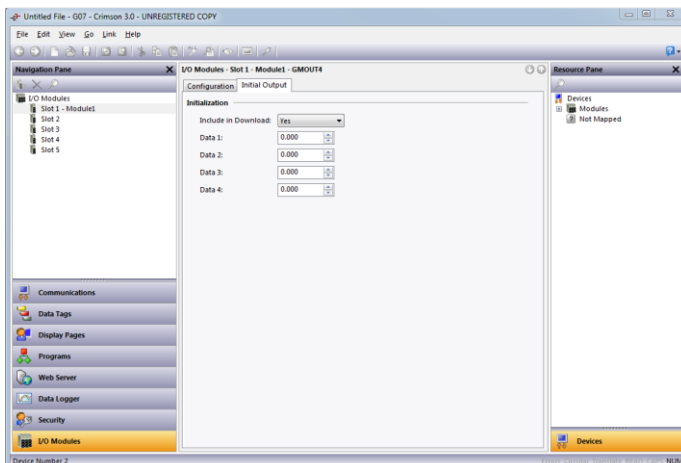 Untitled File - G07 - Crimson 3.0 - UNREGISTERED COPY
File Edit View Go Link Help
Navigation Pane
I/O Modules - Slot 1 - Module1 - GMOUT4
Resource Pane
Configuration Initial Output
I/O Modules
Slot 1 - Module1
Slot 2
Slot 3
Slot 4
Slot 5
Initialization
Include in Download: Yes
Data 1: 0.000
Data 2: 0.000
Data 3: 0.000
Data 4: 0.000
Devices
Modules
Not Mapped
Communications
Data Tags
Display Pages
Programs
Web Server
Data Logger
Security
I/O Modules
Devices
Device Number 2
NUM